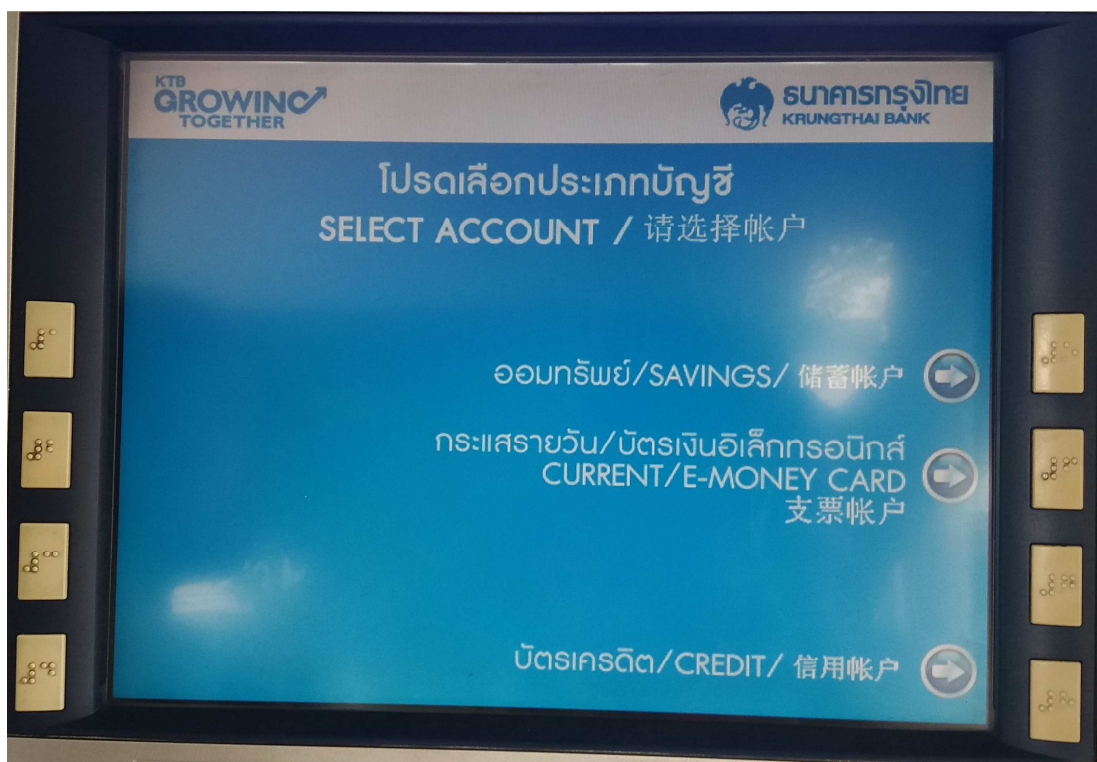 KTB
GROWING
TOGETHER
ธนาคารกรุงไทย
KRUNGTHAI BANK
โปรดเลือกประเภทบัญชี
SELECT ACCOUNT / 请选择帐户
ออมทรัพย์/SAVINGS/ 储蓄帐户
กระแสรายวัน/บัตรเงินอิเล็กทรอนิกส์
CURRENT/E-MONEY CARD
支票帐户
บัตรเครดิต/CREDIT/ 信用帐户